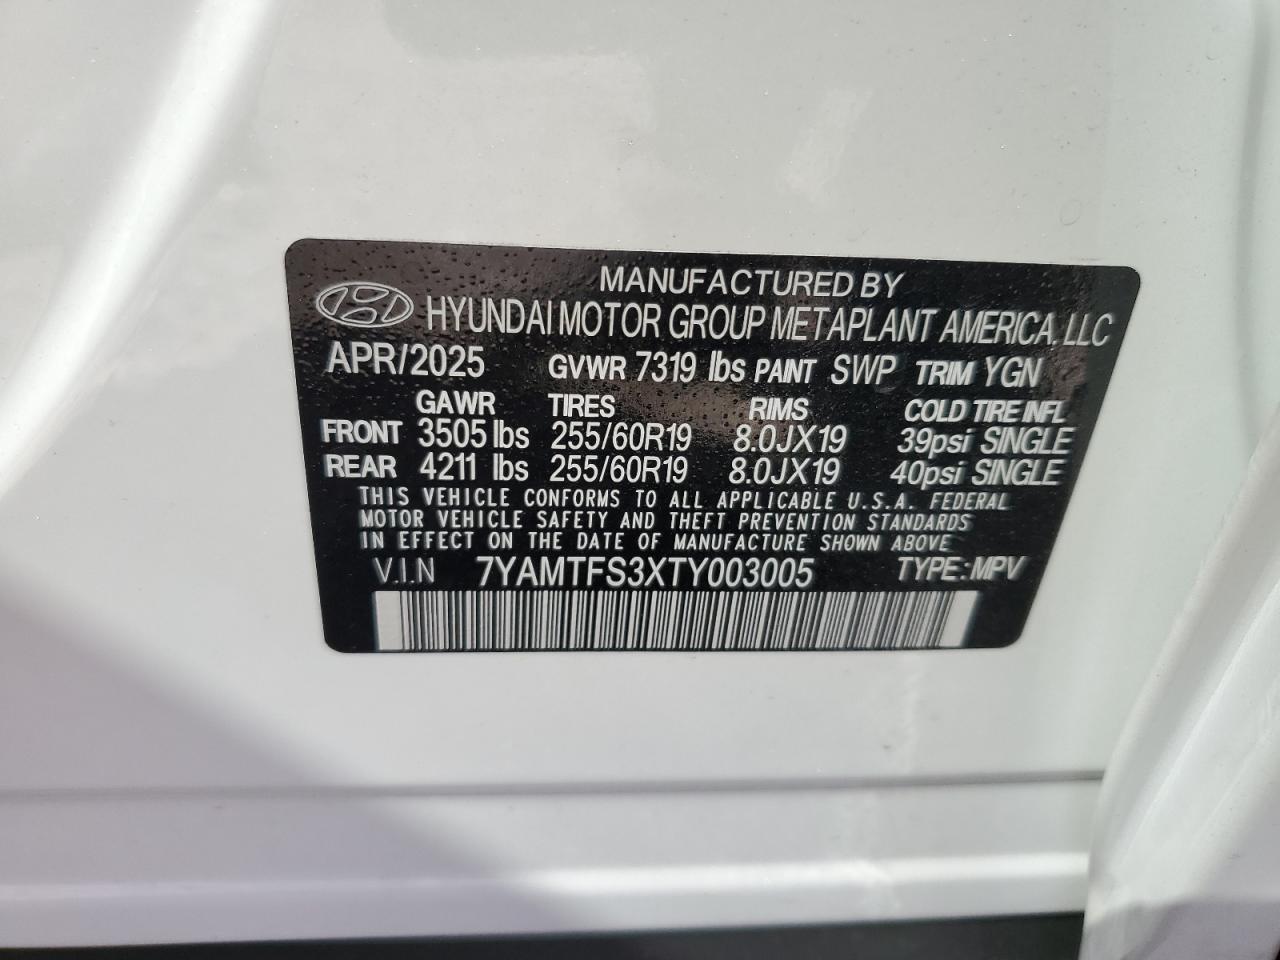 MANUFACTURED BY
HYUNDAI MOTOR GROUP METAPLANT AMERICA, LLC
APR/2025 GVWR 7319 lbs PAINT SWP TRIM YGN
GAWR TIRES RIMS COLD TIRE INFL
FRONT 3505 lbs 255/60R19 8.0JX19 39psi SINGLE
REAR 4211 lbs 255/60R19 8.0JX19 40psi SINGLE
THIS VEHICLE CONFORMS TO ALL APPLICABLE U.S.A. FEDERAL
MOTOR VEHICLE SAFETY AND THEFT PREVENTION STANDARDS
IN EFFECT ON THE DATE OF MANUFACTURE SHOWN ABOVE
V.I.N 7YAMTFS3XTY003005 TYPE: MPV